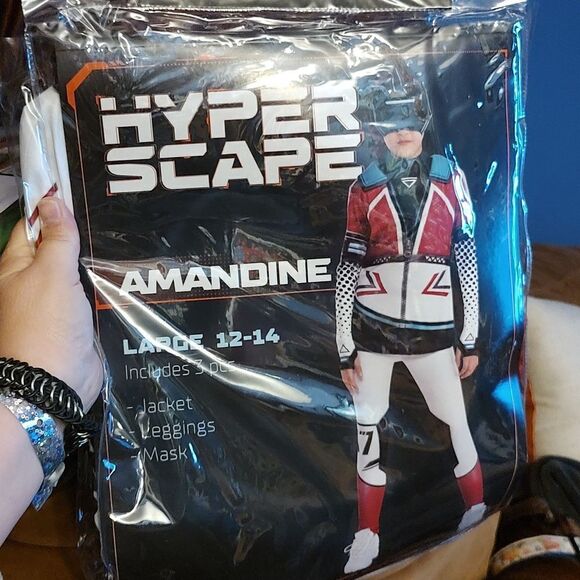 HYPER
SCAPE
AMANDINE
LARGE 12-14
Includes 3 pcs
- Jacket
- Leggings
- Mask